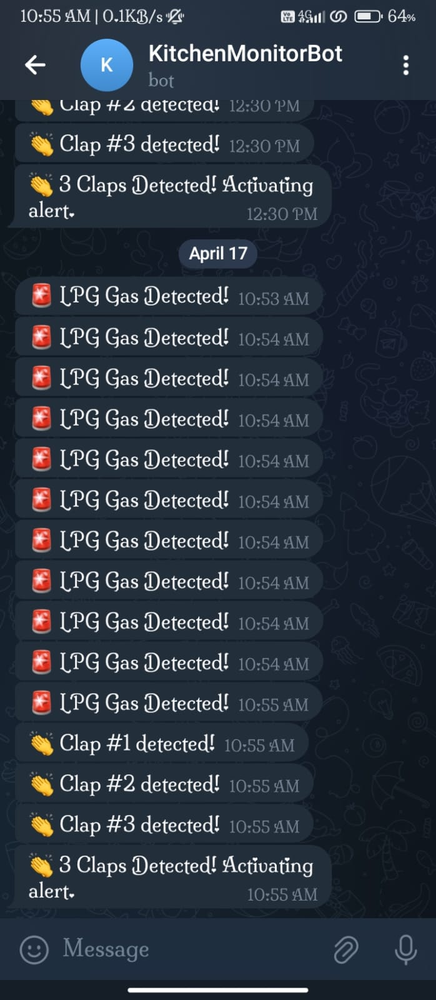 10:55 AM | 0.1KB/s
Vo LTE 4G 64%
K
KitchenMonitorBot
bot
👏 Clap #2 detected! 12:30 PM
👏 Clap #3 detected! 12:30 PM
👏 3 Claps Detected! Activating
alert. 12:30 PM
April 17
🚨 LPG Gas Detected! 10:53 AM
🚨 LPG Gas Detected! 10:54 AM
🚨 LPG Gas Detected! 10:54 AM
🚨 LPG Gas Detected! 10:54 AM
🚨 LPG Gas Detected! 10:54 AM
🚨 LPG Gas Detected! 10:54 AM
🚨 LPG Gas Detected! 10:54 AM
🚨 LPG Gas Detected! 10:54 AM
🚨 LPG Gas Detected! 10:54 AM
🚨 LPG Gas Detected! 10:54 AM
🚨 LPG Gas Detected! 10:55 AM
👏 Clap #1 detected! 10:55 AM
👏 Clap #2 detected! 10:55 AM
👏 Clap #3 detected! 10:55 AM
👏 3 Claps Detected! Activating
alert. 10:55 AM
Message